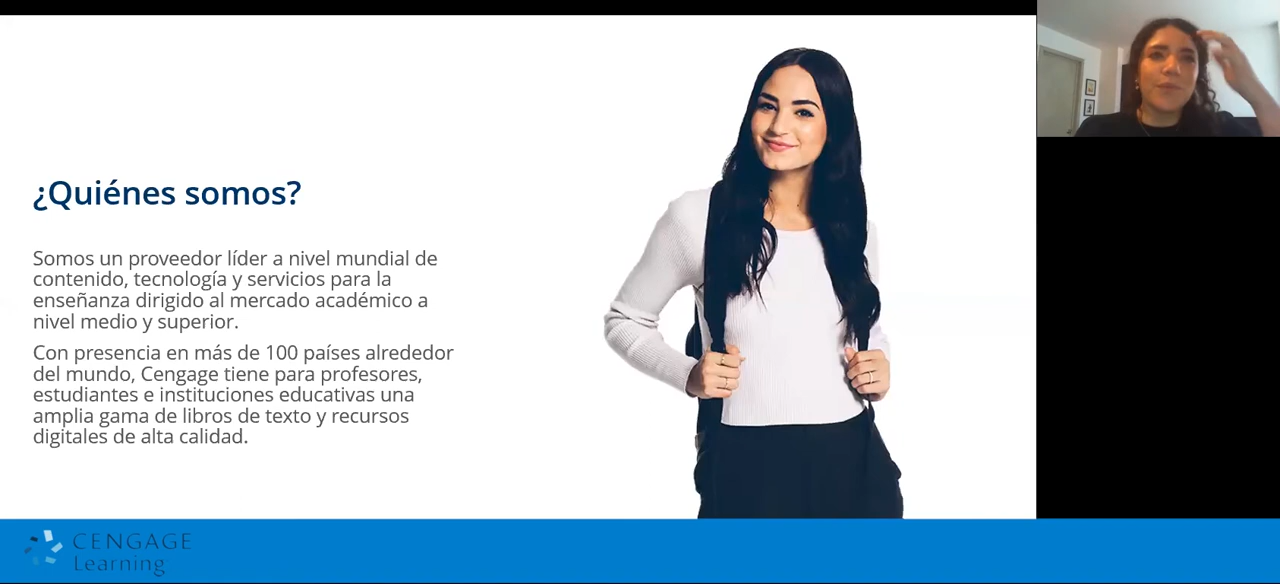 ¿Quiénes somos?
Somos un proveedor líder a nivel mundial de
contenido, tecnología y servicios para la
enseñanza dirigido al mercado académico a
nivel medio y superior.
Con presencia en más de 100 países alrededor
del mundo, Cengage tiene para profesores,
estudiantes e instituciones educativas una
amplia gama de libros de texto y recursos
digitales de alta calidad.
CENGAGE
Learning